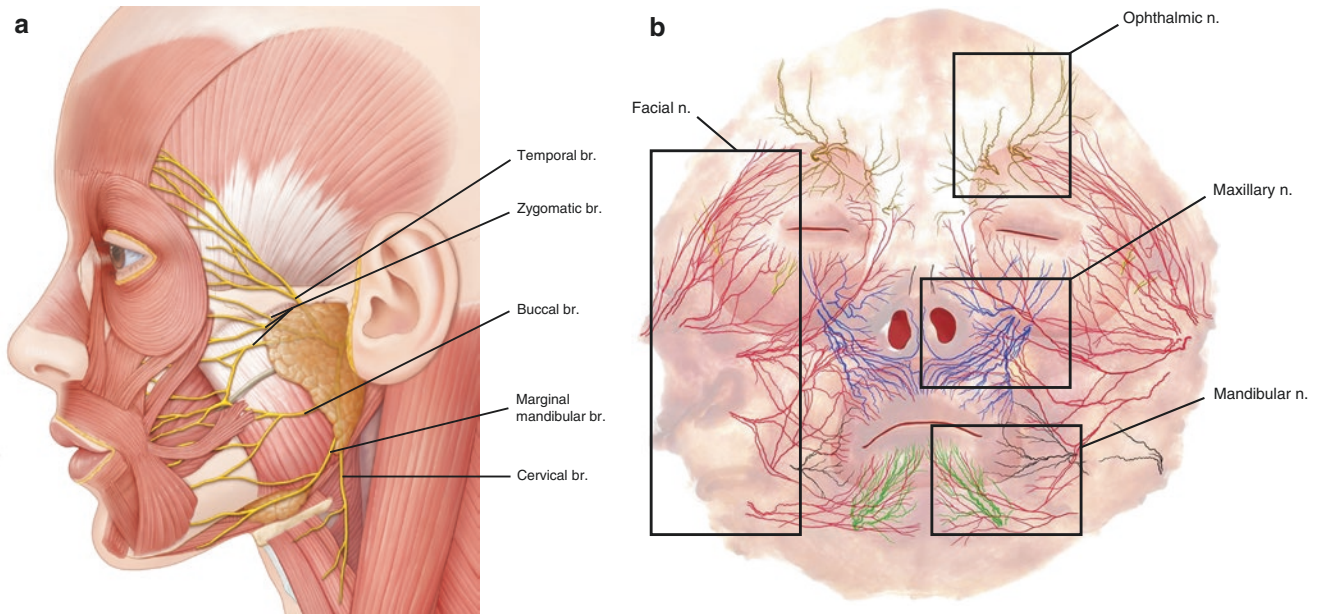 a
Temporal br.
Zygomatic br.
Buccal br.
Marginal
mandibular br.
Cervical br.
b
Ophthalmic n.
Facial n.
Maxillary n.
Mandibular n.